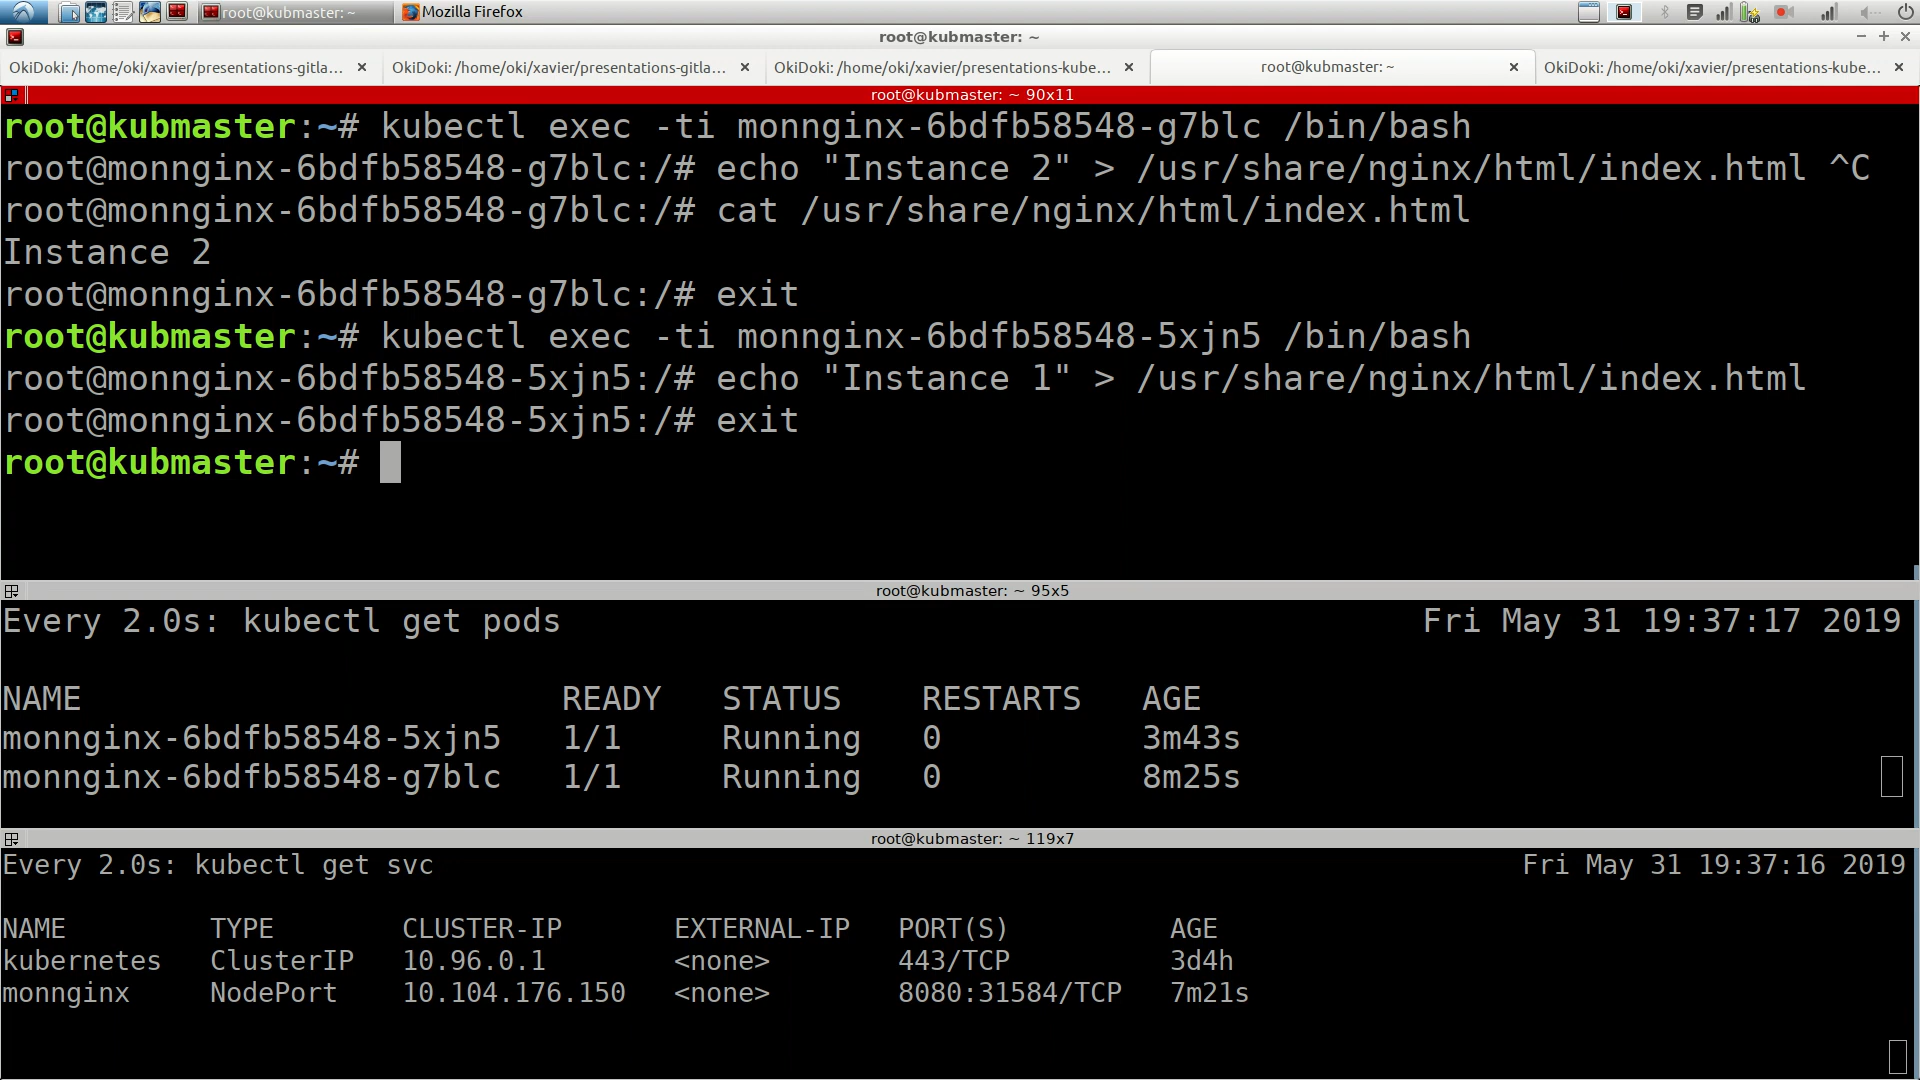 root@kubmaster: ~
Mozilla Firefox
root@kubmaster: ~
OkiDoki: /home/oki/xavier/presentations-gitla...
OkiDoki: /home/oki/xavier/presentations-gitla...
OkiDoki: /home/oki/xavier/presentations-kube...
root@kubmaster: ~
OkiDoki: /home/oki/xavier/presentations-kube...
root@kubmaster: ~ 90x11
root@kubmaster:~# kubectl exec -ti monnginx-6bdfb58548-g7blc /bin/bash
root@monnginx-6bdfb58548-g7blc:/# echo "Instance 2" > /usr/share/nginx/html/index.html ^C
root@monnginx-6bdfb58548-g7blc:/# cat /usr/share/nginx/html/index.html
Instance 2
root@monnginx-6bdfb58548-g7blc:/# exit
root@kubmaster:~# kubectl exec -ti monnginx-6bdfb58548-5xjn5 /bin/bash
root@monnginx-6bdfb58548-5xjn5:/# echo "Instance 1" > /usr/share/nginx/html/index.html
root@monnginx-6bdfb58548-5xjn5:/# exit
root@kubmaster:~#
root@kubmaster: ~ 95x5
Every 2.0s: kubectl get pods Fri May 31 19:37:17 2019
NAME READY STATUS RESTARTS AGE
monnginx-6bdfb58548-5xjn5 1/1 Running 0 3m43s
monnginx-6bdfb58548-g7blc 1/1 Running 0 8m25s
root@kubmaster: ~ 119x7
Every 2.0s: kubectl get svc Fri May 31 19:37:16 2019
NAME TYPE CLUSTER-IP EXTERNAL-IP PORT(S) AGE
kubernetes ClusterIP 10.96.0.1 <none> 443/TCP 3d4h
monnginx NodePort 10.104.176.150 <none> 8080:31584/TCP 7m21s